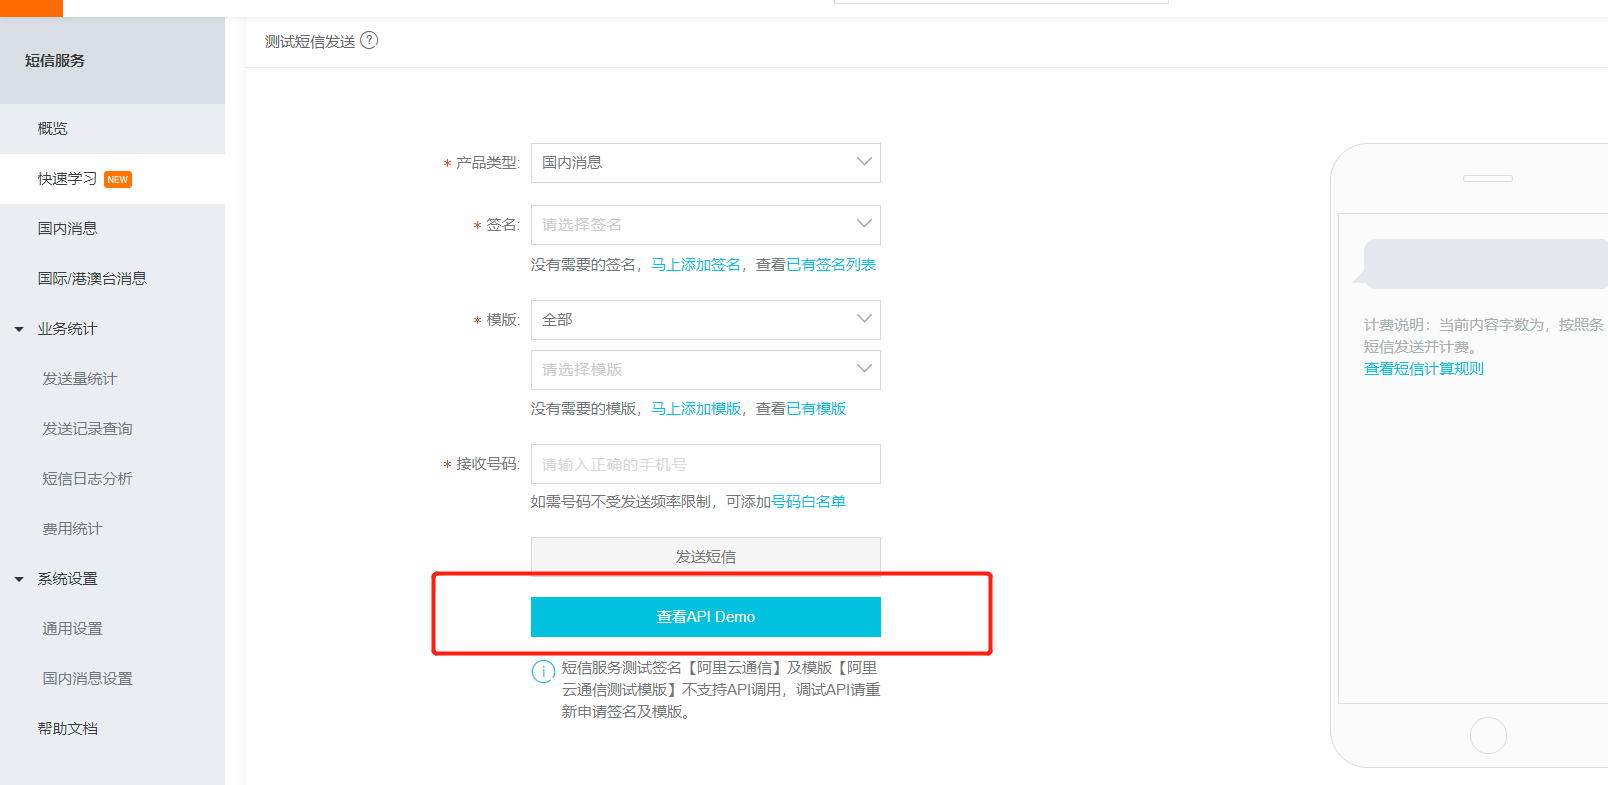 测试短信发送 ?
短信服务
概览
快速学习 NEW
国内消息
国际/港澳台消息
业务统计
发送量统计
发送记录查询
短信日志分析
费用统计
系统设置
通用设置
国内消息设置
帮助文档
* 产品类型: 国内消息
* 签名: 请选择签名
没有需要的签名，马上添加签名，查看已有签名列表
* 模版: 全部
请选择模版
没有需要的模版，马上添加模版，查看已有模版
* 接收号码: 请输入正确的手机号
如需号码不受发送频率限制，可添加号码白名单
发送短信
查看API Demo
短信服务测试签名【阿里云通信】及模版【阿里
云通信测试模版】不支持API调用，调试API请重
新申请签名及模版。
计费说明：当前内容字数为，按照条
短信发送并计费。
查看短信计算规则